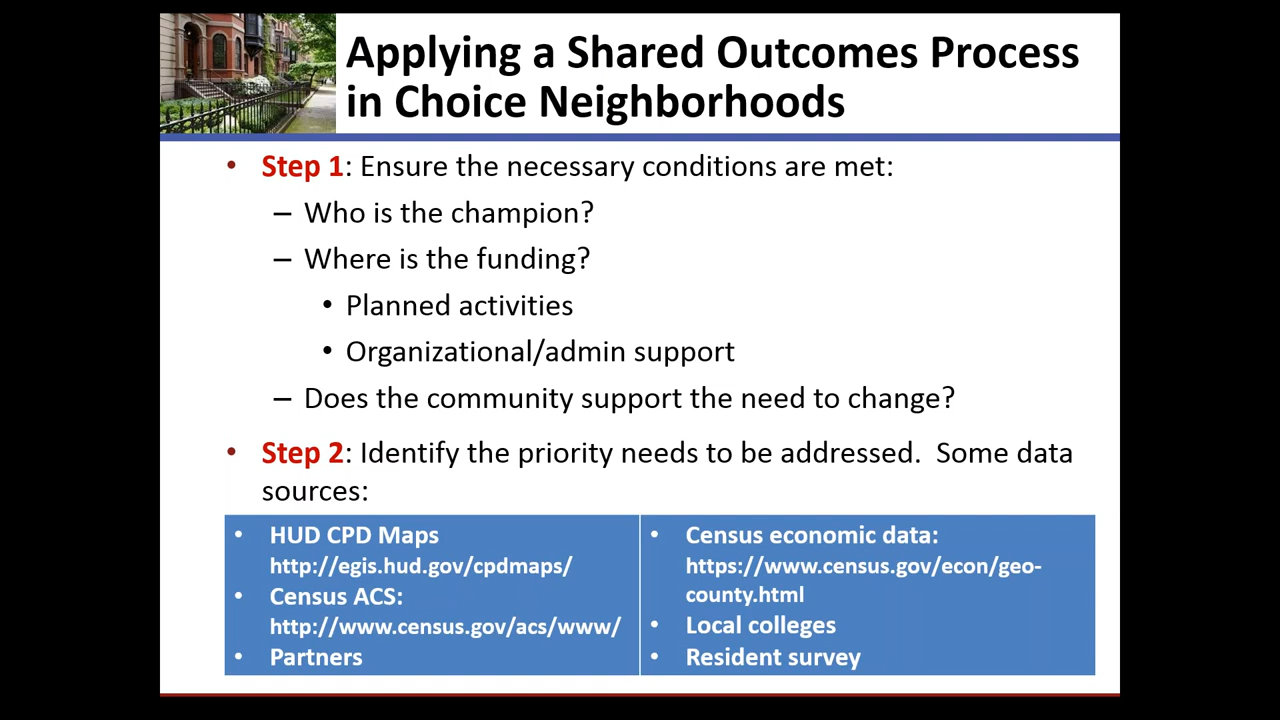 Applying a Shared Outcomes Process
in Choice Neighborhoods
• Step 1: Ensure the necessary conditions are met:
– Who is the champion?
– Where is the funding?
• Planned activities
• Organizational/admin support
– Does the community support the need to change?
• Step 2: Identify the priority needs to be addressed.  Some data
sources:
• HUD CPD Maps
http://egis.hud.gov/cpdmaps/
• Census ACS:
http://www.census.gov/acs/www/
• Partners
• Census economic data:
https://www.census.gov/econ/geo-
county.html
• Local colleges
• Resident survey